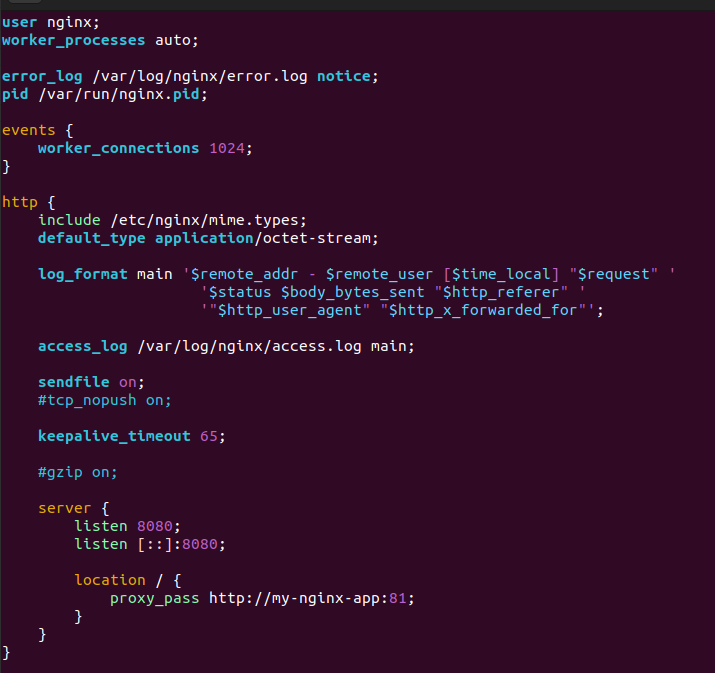 user nginx;
worker_processes auto;
error_log /var/log/nginx/error.log notice;
pid /var/run/nginx.pid;
events {
    worker_connections 1024;
}
http {
    include /etc/nginx/mime.types;
    default_type application/octet-stream;
    log_format main '$remote_addr - $remote_user [$time_local] "$request" '
                      '$status $body_bytes_sent "$http_referer" '
                      '"$http_user_agent" "$http_x_forwarded_for"';
    access_log /var/log/nginx/access.log main;
    sendfile on;
    #tcp_nopush on;
    keepalive_timeout 65;
    #gzip on;
    server {
        listen 8080;
        listen [::]:8080;
        location / {
            proxy_pass http://my-nginx-app:81;
        }
    }
}